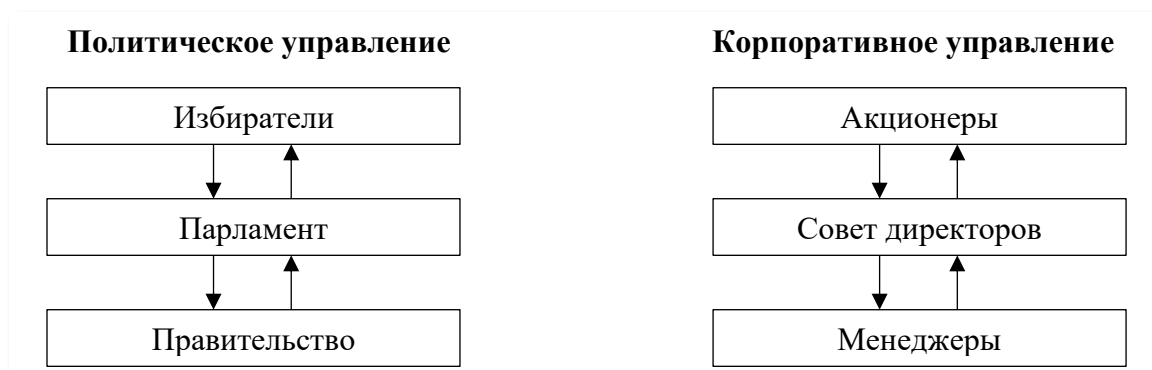 Политическое управление
Избиратели
Парламент
Правительство
Корпоративное управление
Акционеры
Совет директоров
Менеджеры